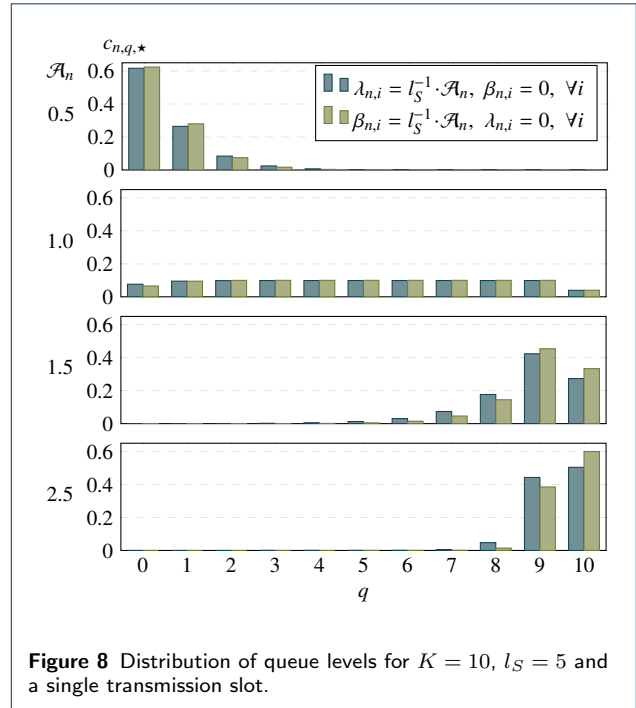 c_{n,q,⋆}
𝒜_n
0.6
0.4
0.2
0
0.5
λ_{n,i} = l_S^{-1}·𝒜_n, β_{n,i} = 0, ∀i
β_{n,i} = l_S^{-1}·𝒜_n, λ_{n,i} = 0, ∀i
0.6
0.4
0.2
0
1.0
0.6
0.4
0.2
0
1.5
0.6
0.4
0.2
0
2.5
0 1 2 3 4 5 6 7 8 9 10
q
Figure 8 Distribution of queue levels for K = 10, l_S = 5 and
a single transmission slot.